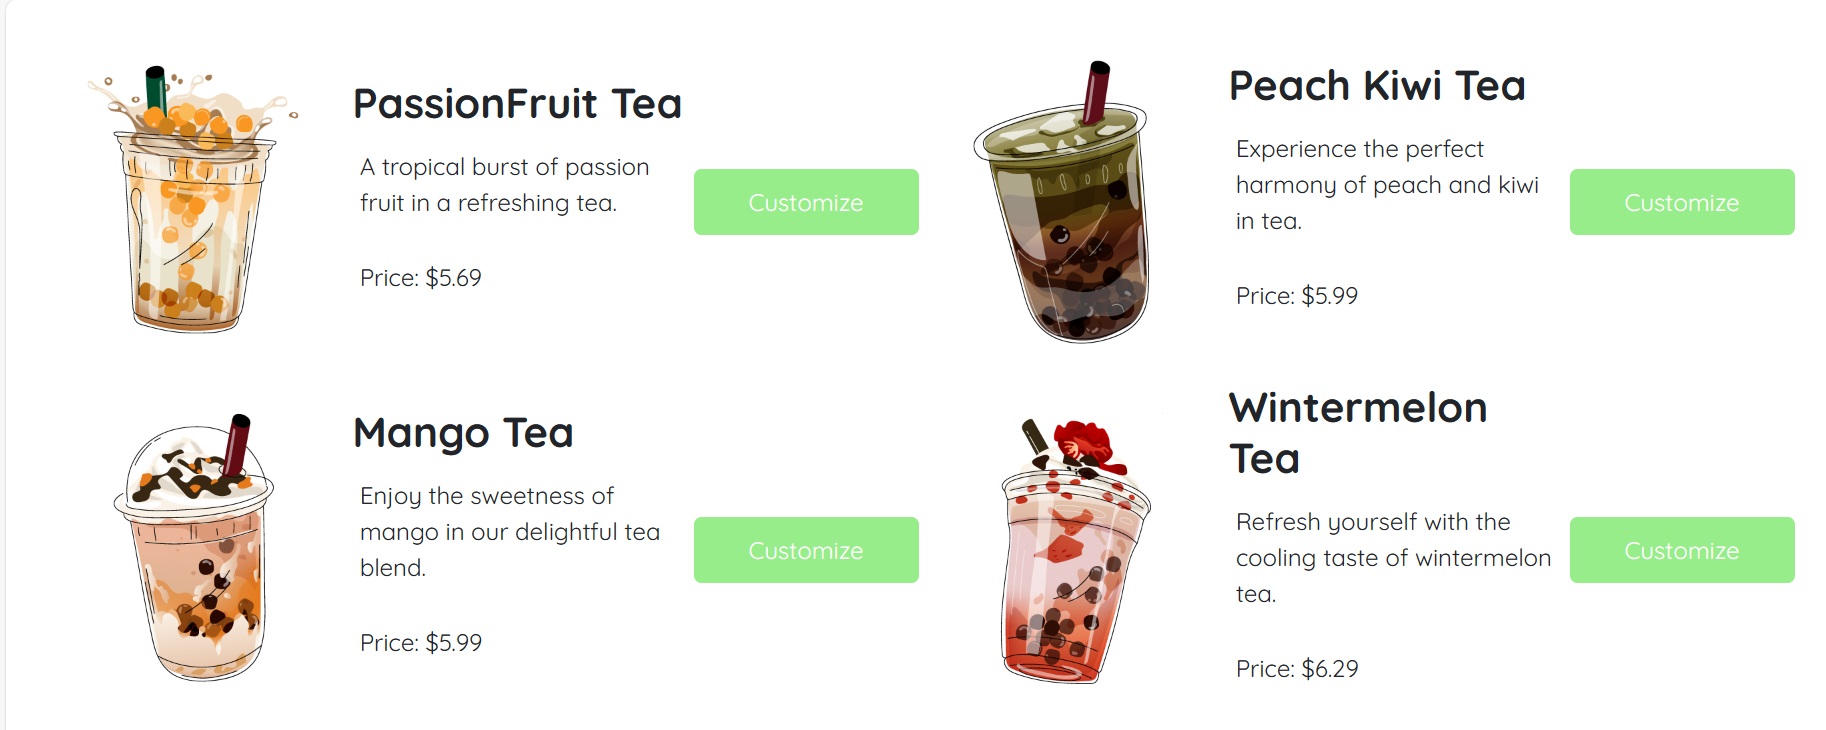 PassionFruit Tea
A tropical burst of passion
fruit in a refreshing tea.
Price: $5.69
Customize
Peach Kiwi Tea
Experience the perfect
harmony of peach and kiwi
in tea.
Price: $5.99
Customize
Mango Tea
Enjoy the sweetness of
mango in our delightful tea
blend.
Price: $5.99
Customize
Wintermelon
Tea
Refresh yourself with the
cooling taste of wintermelon
tea.
Price: $6.29
Customize